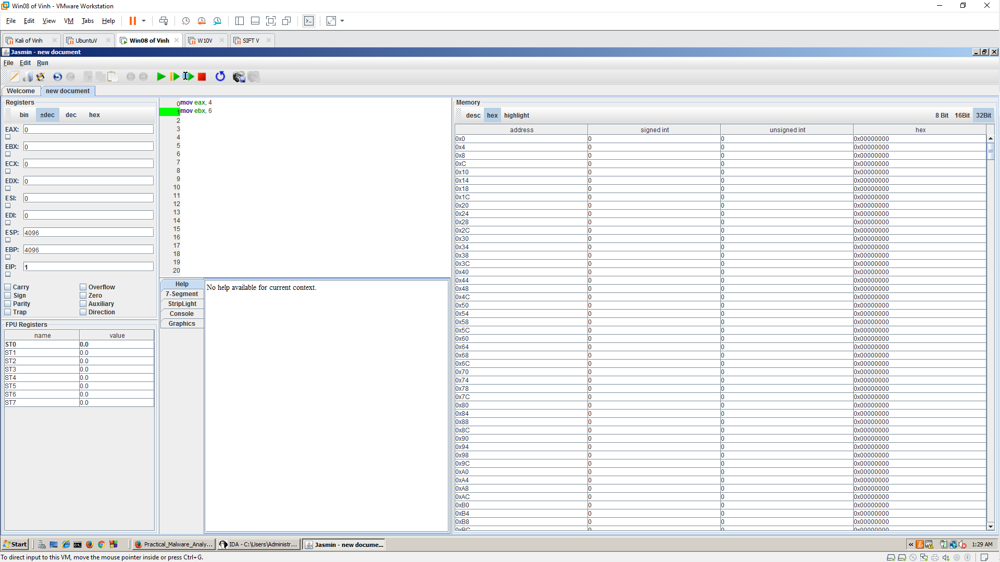 Win08 of Vinh - VMware Workstation
File Edit View VM Tabs Help
Kali of Vinh UbuntuV Win08 of Vinh W10V SIFT V
Jasmin - new document
File Edit Run
Welcome new document
Registers
bin ±dec dec hex
EAX: 0
...
EBX: 0
...
ECX: 0
...
EDX: 0
...
ESI: 0
...
EDI: 0
...
ESP: 4096
...
EBP: 4096
...
EIP: 1
...
Carry Overflow
Sign Zero
Parity Auxiliary
Trap Direction
FPU Registers
name value
ST0 0.0
ST1 0.0
ST2 0.0
ST3 0.0
ST4 0.0
ST5 0.0
ST6 0.0
ST7 0.0
0 mov eax, 4
1 mov ebx, 6
2
3
4
5
6
7
8
9
10
11
12
13
14
15
16
17
18
19
20
Help
7-Segment
StripLight
Console
Graphics
No help available for current context.
Memory
desc hex highlight 8 Bit 16Bit 32Bit
address signed int unsigned int hex
0x0 0 0 0x00000000
0x4 0 0 0x00000000
0x8 0 0 0x00000000
0xC 0 0 0x00000000
0x10 0 0 0x00000000
0x14 0 0 0x00000000
0x18 0 0 0x00000000
0x1C 0 0 0x00000000
0x20 0 0 0x00000000
0x24 0 0 0x00000000
0x28 0 0 0x00000000
0x2C 0 0 0x00000000
0x30 0 0 0x00000000
0x34 0 0 0x00000000
0x38 0 0 0x00000000
0x3C 0 0 0x00000000
0x40 0 0 0x00000000
0x44 0 0 0x00000000
0x48 0 0 0x00000000
0x4C 0 0 0x00000000
0x50 0 0 0x00000000
0x54 0 0 0x00000000
0x58 0 0 0x00000000
0x5C 0 0 0x00000000
0x60 0 0 0x00000000
0x64 0 0 0x00000000
0x68 0 0 0x00000000
0x6C 0 0 0x00000000
0x70 0 0 0x00000000
0x74 0 0 0x00000000
0x78 0 0 0x00000000
0x7C 0 0 0x00000000
0x80 0 0 0x00000000
0x84 0 0 0x00000000
0x88 0 0 0x00000000
0x8C 0 0 0x00000000
0x90 0 0 0x00000000
0x94 0 0 0x00000000
0x98 0 0 0x00000000
0x9C 0 0 0x00000000
0xA0 0 0 0x00000000
0xA4 0 0 0x00000000
0xA8 0 0 0x00000000
0xAC 0 0 0x00000000
0xB0 0 0 0x00000000
0xB4 0 0 0x00000000
0xB8 0 0 0x00000000
0xBC 0 0 0x00000000
Start Practical_Malware_Analy... IDA - C:\Users\Administr... Jasmin - new docume... « 1:29 AM
To direct input to this VM, move the mouse pointer inside or press Ctrl+G.